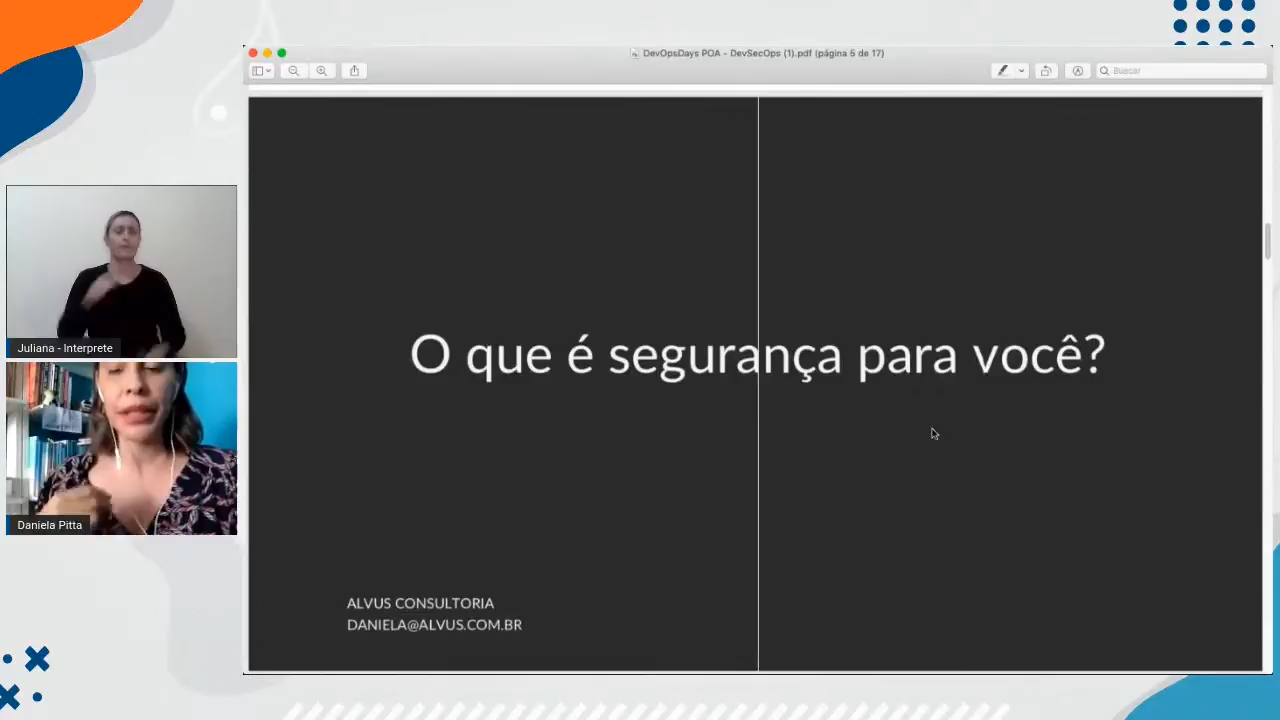 DevOpsDays POA - DevSecOps (1).pdf (página 5 de 17)
Buscar
O que é segurança para você?
ALVUS CONSULTORIA
DANIELA@ALVUS.COM.BR
Juliana - Interprete
Daniela Pitta